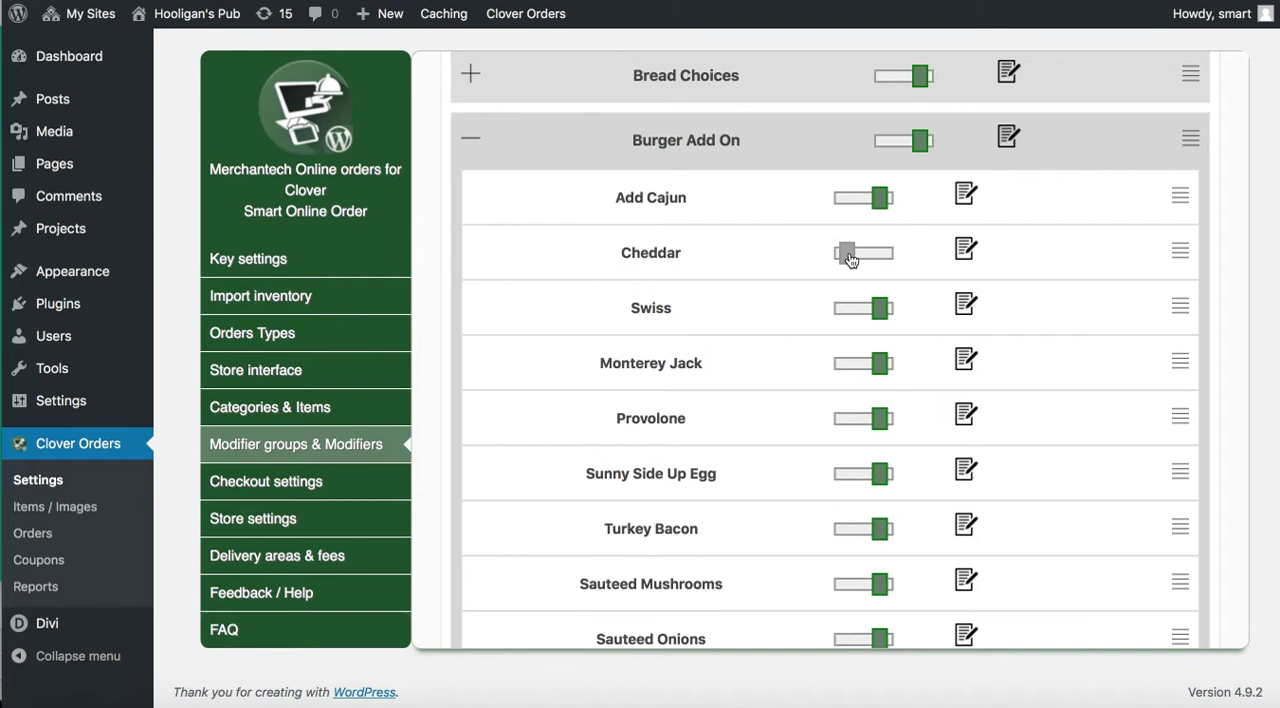 My Sites
Hooligan's Pub
15
0
New
Caching
Clover Orders
Howdy, smart
Dashboard
Posts
Media
Pages
Comments
Projects
Appearance
Plugins
Users
Tools
Settings
Clover Orders
Settings
Items / Images
Orders
Coupons
Reports
Divi
Collapse menu
Merchantech Online orders for
Clover
Smart Online Order
Key settings
Import inventory
Orders Types
Store interface
Categories & Items
Modifier groups & Modifiers
Checkout settings
Store settings
Delivery areas & fees
Feedback / Help
FAQ
Bread Choices
Burger Add On
Add Cajun
Cheddar
Swiss
Monterey Jack
Provolone
Sunny Side Up Egg
Turkey Bacon
Sauteed Mushrooms
Sauteed Onions
Thank you for creating with WordPress.
Version 4.9.2